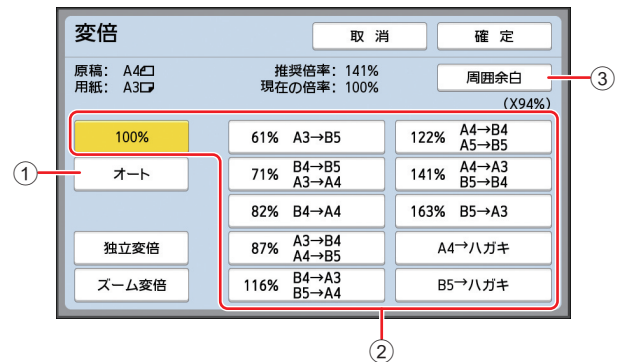 変倍
取 消
確 定
原稿: A4
推奨倍率: 141%
用紙: A3
現在の倍率: 100%
周囲余白
③
(X94%)
100%
61% A3→B5
122% A4→B4
A5→B5
①
オート
71% B4→B5
A3→A4
141% A4→A3
B5→B4
82% B4→A4
163% B5→A3
独立変倍
87% A3→B4
A4→B5
A4→ハガキ
ズーム変倍
116% B4→A3
B5→A4
B5→ハガキ
②